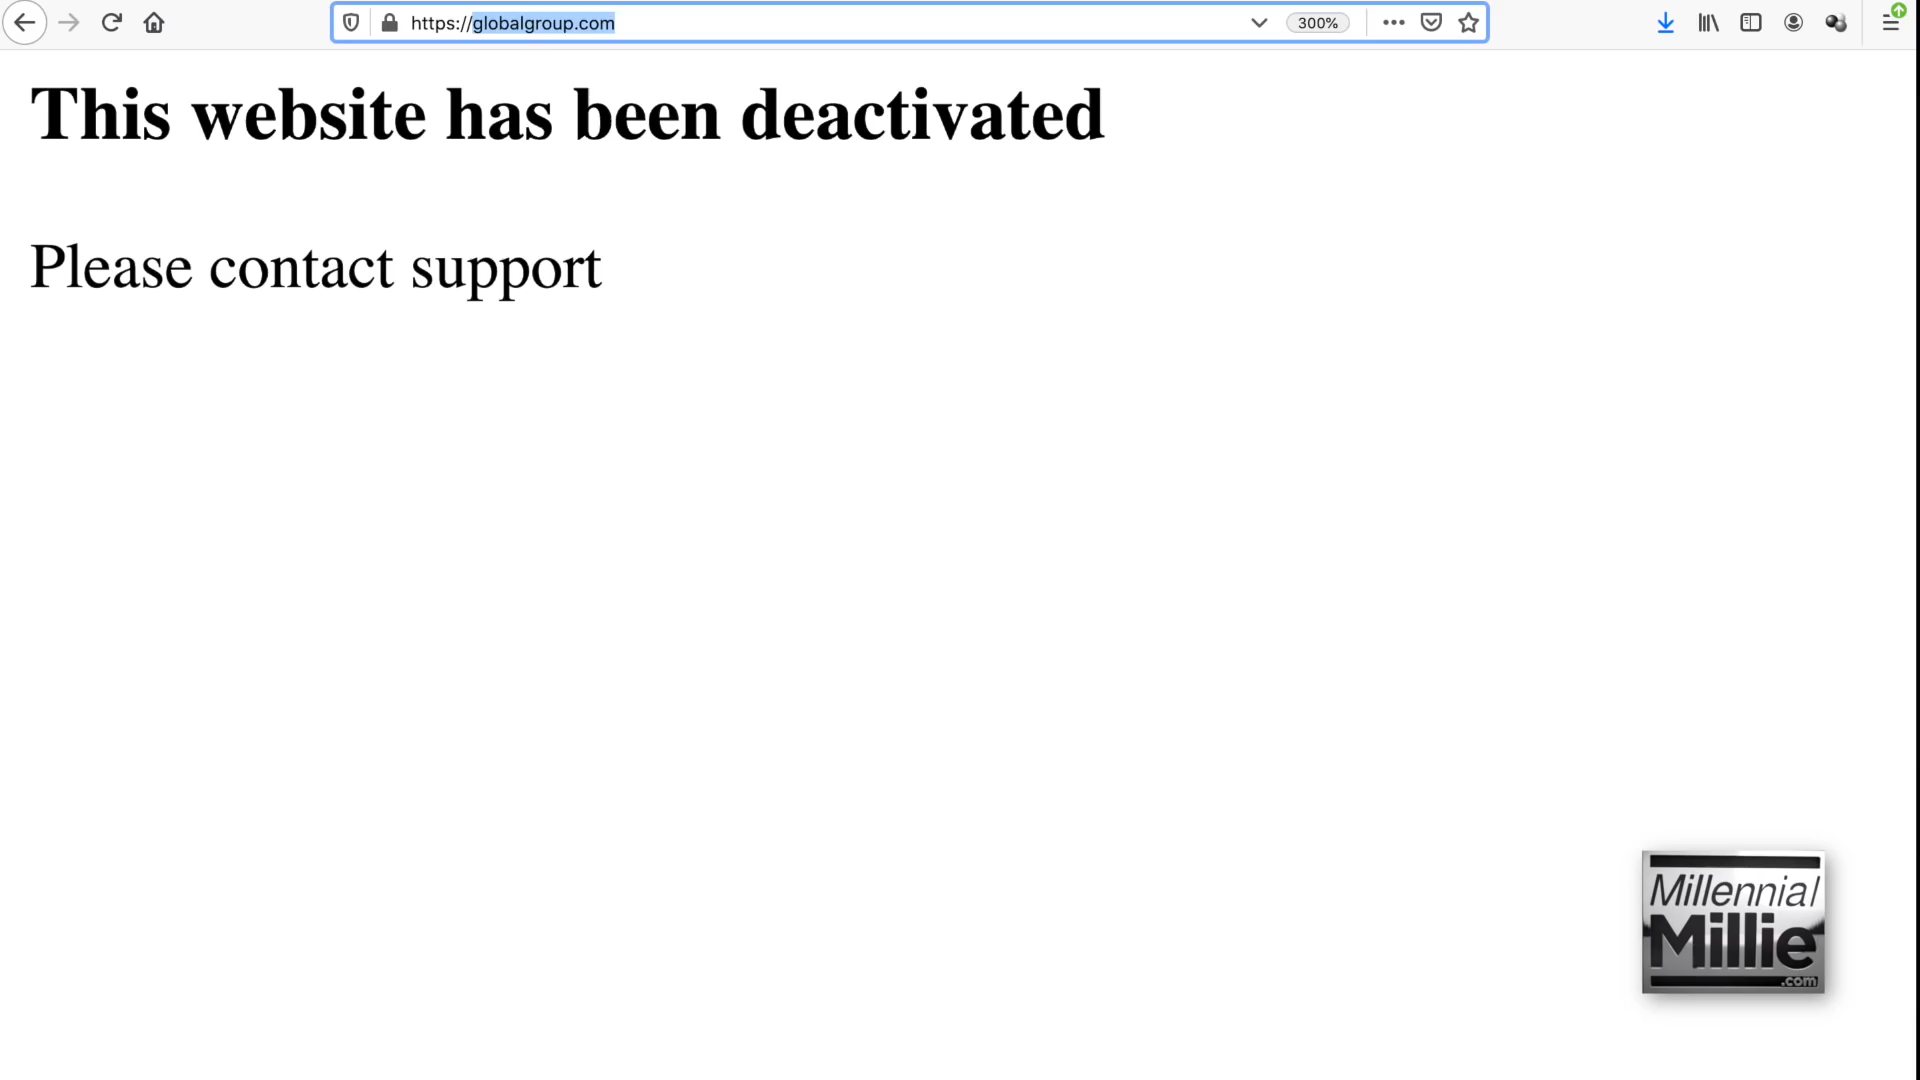 https://globalgroup.com
300%
This website has been deactivated
Please contact support
Millennial
Millie
.com